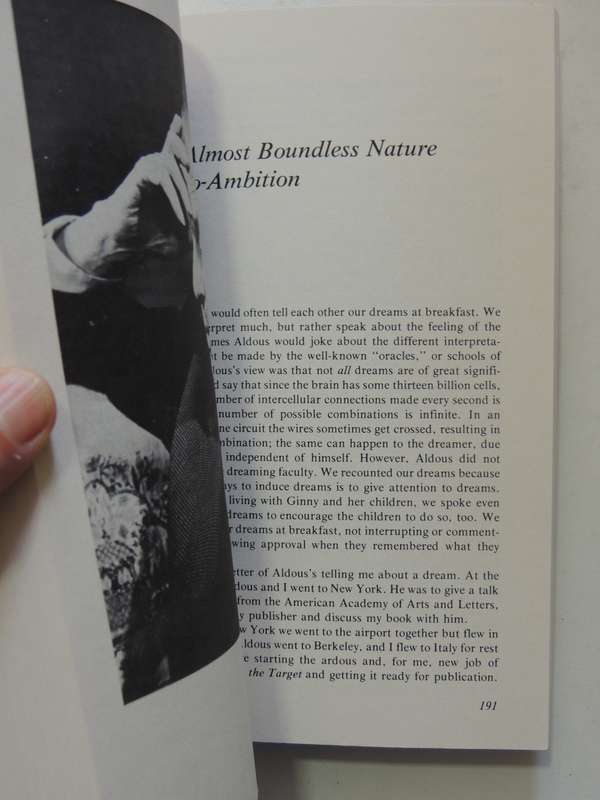 Almost Boundless Nature
o-Ambition
would often tell each other our dreams at breakfast. We
rpret much, but rather speak about the feeling of the
mes Aldous would joke about the different interpreta-
t be made by the well-known "oracles," or schools of
dous's view was that not all dreams are of great signifi-
d say that since the brain has some thirteen billion cells,
mber of intercellular connections made every second is
number of possible combinations is infinite. In an
ne circuit the wires sometimes get crossed, resulting in
mbination; the same can happen to the dreamer, due
independent of himself. However, Aldous did not
dreaming faculty. We recounted our dreams because
ays to induce dreams is to give attention to dreams.
living with Ginny and her children, we spoke even
dreams to encourage the children to do so, too. We
r dreams at breakfast, not interrupting or comment-
wing approval when they remembered what they
etter of Aldous's telling me about a dream. At the
dous and I went to New York. He was to give a talk
from the American Academy of Arts and Letters,
y publisher and discuss my book with him.
w York we went to the airport together but flew in
Aldous went to Berkeley, and I flew to Italy for rest
e starting the ardous and, for me, new job of
the Target and getting it ready for publication.
191